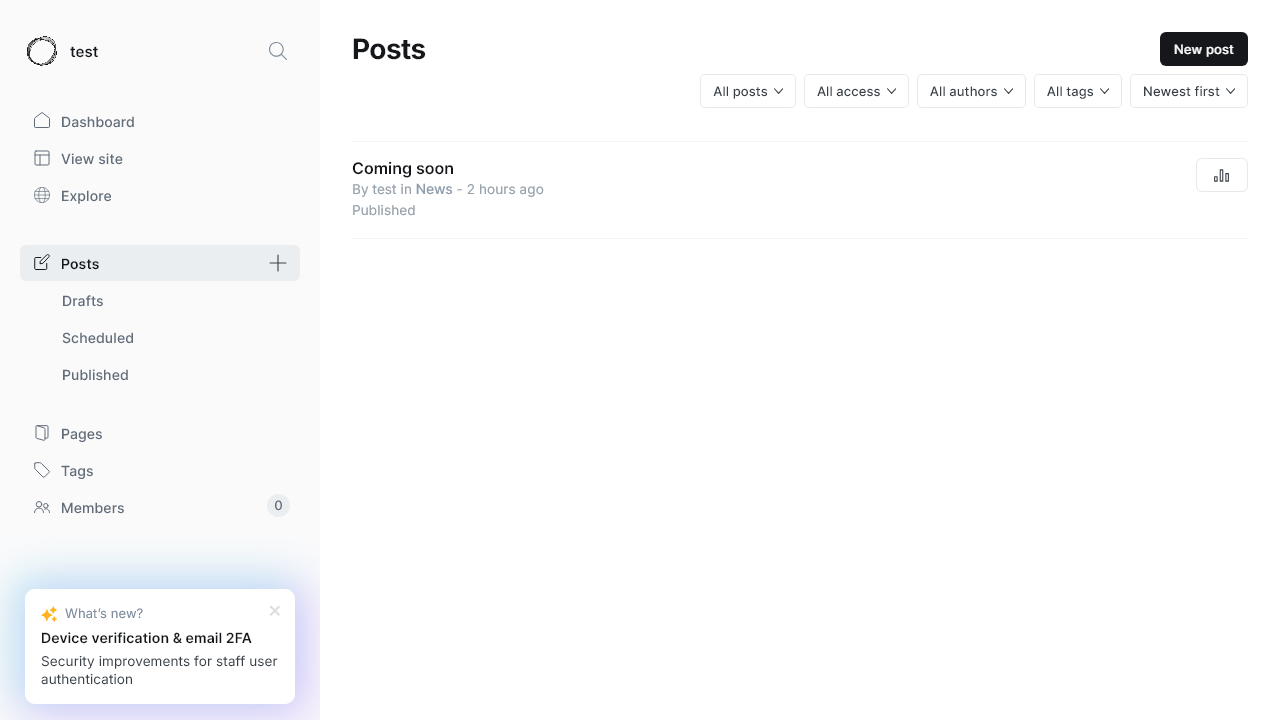 test
Dashboard
View site
Explore
Posts
Drafts
Scheduled
Published
Pages
Tags
Members
0
What's new?
Device verification & email 2FA
Security improvements for staff user
authentication
Posts
New post
All posts
All access
All authors
All tags
Newest first
Coming soon
By test in News - 2 hours ago
Published